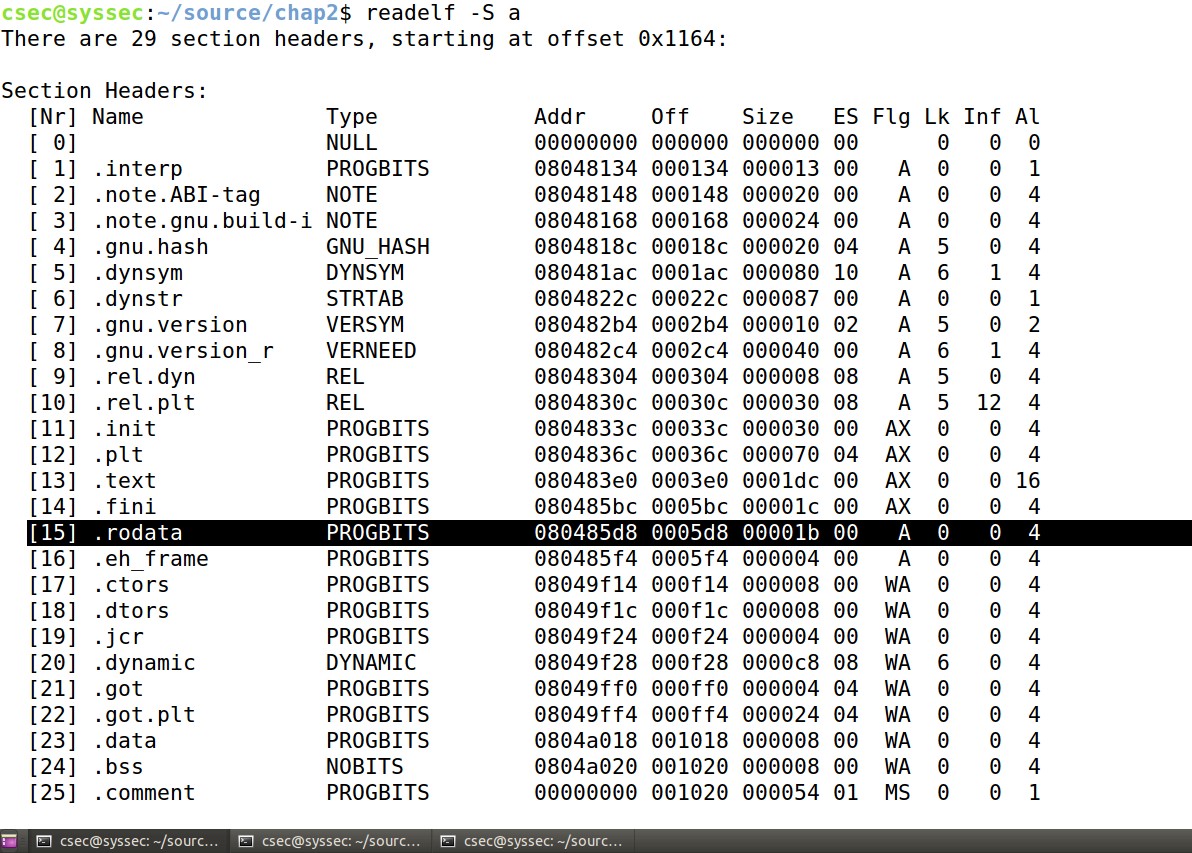 csec@syssec:~/source/chap2$ readelf -S a
There are 29 section headers, starting at offset 0x1164:
Section Headers:
[Nr] Name Type Addr Off Size ES Flg Lk Inf Al
[ 0] NULL 00000000 000000 000000 00 0 0 0
[ 1] .interp PROGBITS 08048134 000134 000013 00 A 0 0 1
[ 2] .note.ABI-tag NOTE 08048148 000148 000020 00 A 0 0 4
[ 3] .note.gnu.build-i NOTE 08048168 000168 000024 00 A 0 0 4
[ 4] .gnu.hash GNU_HASH 0804818c 00018c 000020 04 A 5 0 4
[ 5] .dynsym DYNSYM 080481ac 0001ac 000080 10 A 6 1 4
[ 6] .dynstr STRTAB 0804822c 00022c 000087 00 A 0 0 1
[ 7] .gnu.version VERSYM 080482b4 0002b4 000010 02 A 5 0 2
[ 8] .gnu.version_r VERNEED 080482c4 0002c4 000040 00 A 6 1 4
[ 9] .rel.dyn REL 08048304 000304 000008 08 A 5 0 4
[10] .rel.plt REL 0804830c 00030c 000030 08 A 5 12 4
[11] .init PROGBITS 0804833c 00033c 000030 00 AX 0 0 4
[12] .plt PROGBITS 0804836c 00036c 000070 04 AX 0 0 4
[13] .text PROGBITS 080483e0 0003e0 0001dc 00 AX 0 0 16
[14] .fini PROGBITS 080485bc 0005bc 00001c 00 AX 0 0 4
[15] .rodata PROGBITS 080485d8 0005d8 00001b 00 A 0 0 4
[16] .eh_frame PROGBITS 080485f4 0005f4 000004 00 A 0 0 4
[17] .ctors PROGBITS 08049f14 000f14 000008 00 WA 0 0 4
[18] .dtors PROGBITS 08049f1c 000f1c 000008 00 WA 0 0 4
[19] .jcr PROGBITS 08049f24 000f24 000004 00 WA 0 0 4
[20] .dynamic DYNAMIC 08049f28 000f28 0000c8 08 WA 6 0 4
[21] .got PROGBITS 08049ff0 000ff0 000004 04 WA 0 0 4
[22] .got.plt PROGBITS 08049ff4 000ff4 000024 04 WA 0 0 4
[23] .data PROGBITS 0804a018 001018 000008 00 WA 0 0 4
[24] .bss NOBITS 0804a020 001020 000008 00 WA 0 0 4
[25] .comment PROGBITS 00000000 001020 000054 01 MS 0 0 1
csec@syssec: ~/sourc... csec@syssec: ~/sourc... csec@syssec: ~/sourc...